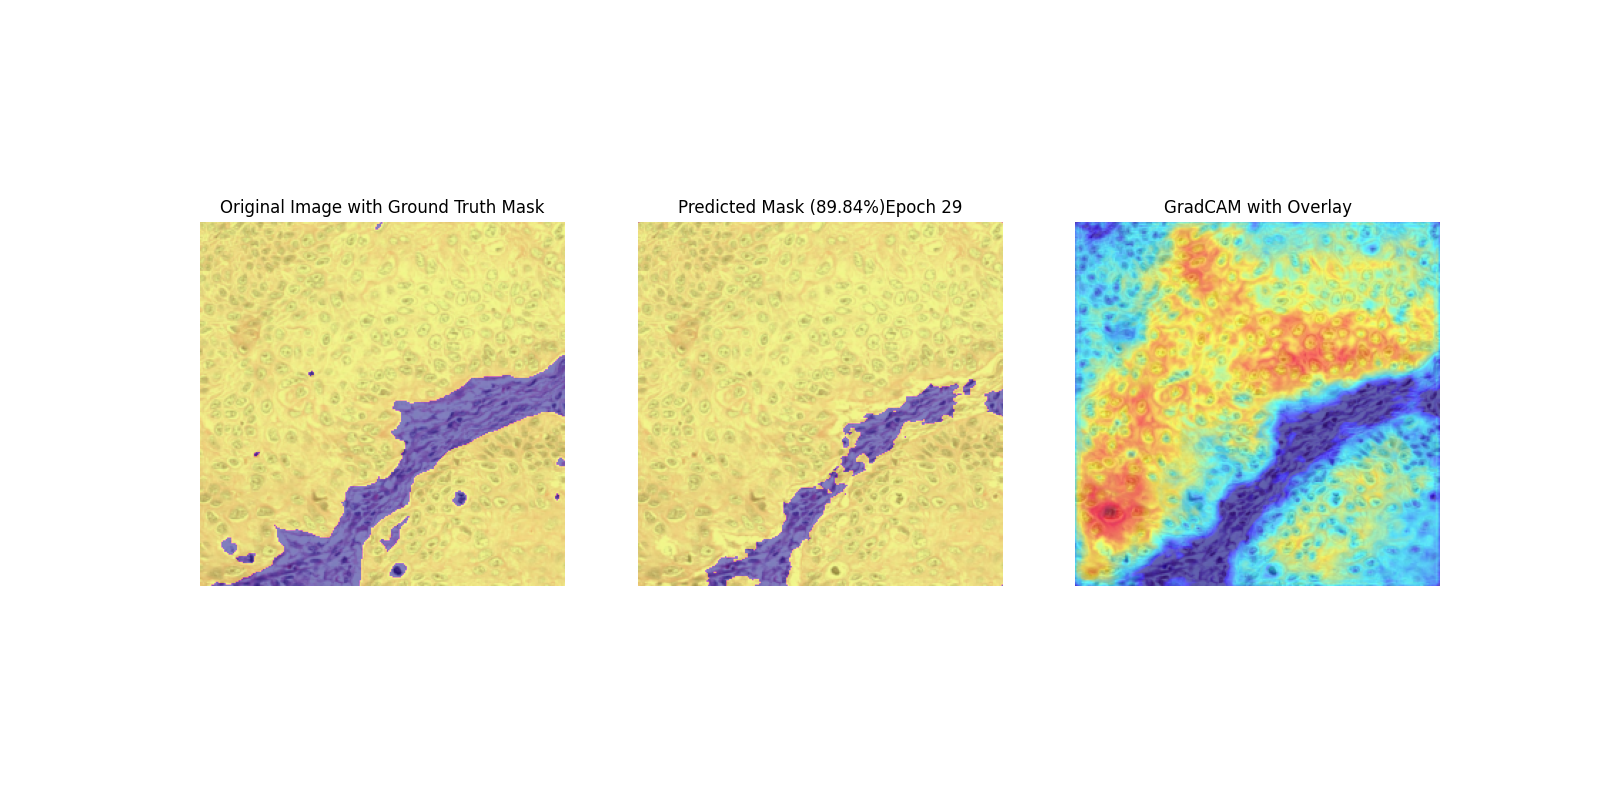 Original Image with Ground Truth Mask
Predicted Mask (89.84%)Epoch 29
GradCAM with Overlay